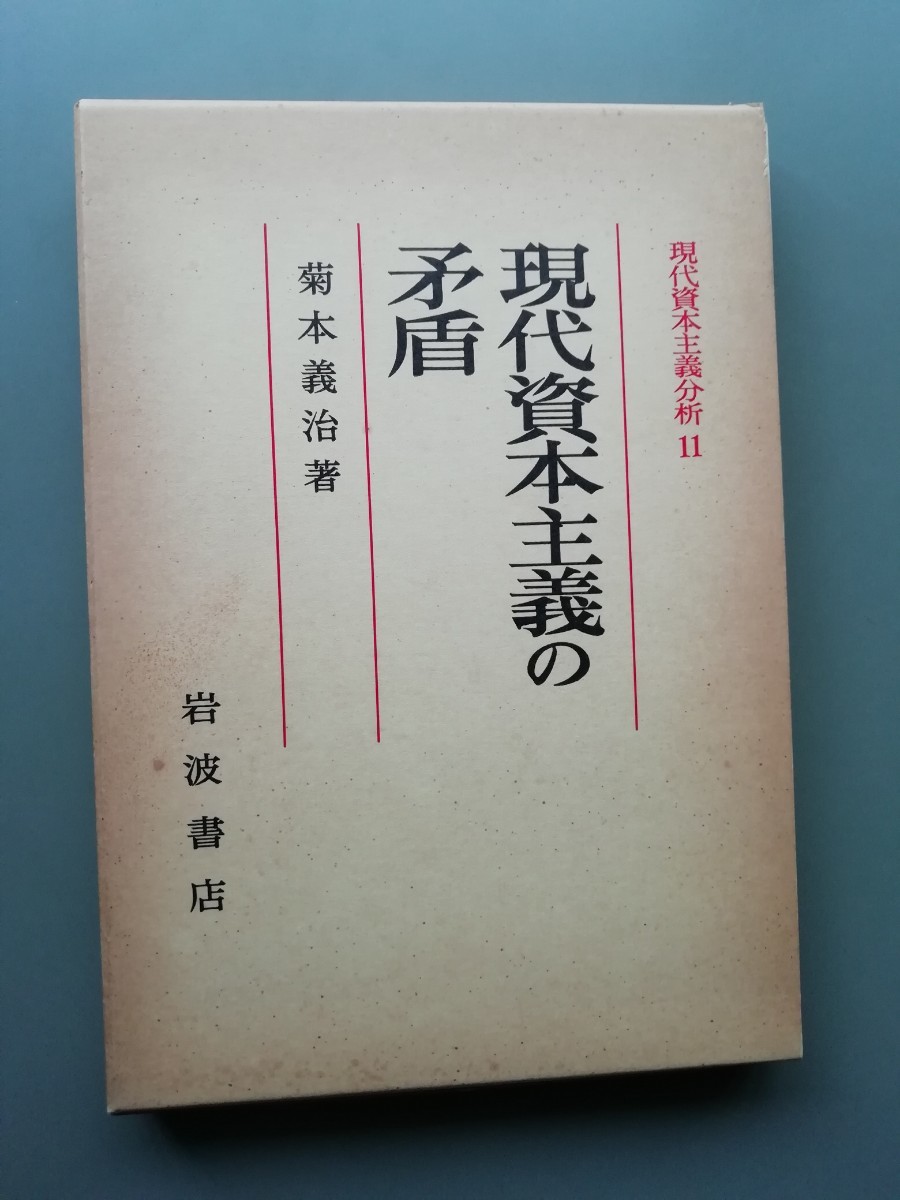 現代資本主義分析 11
現代資本主義の
矛盾
菊本義治著
岩波書店